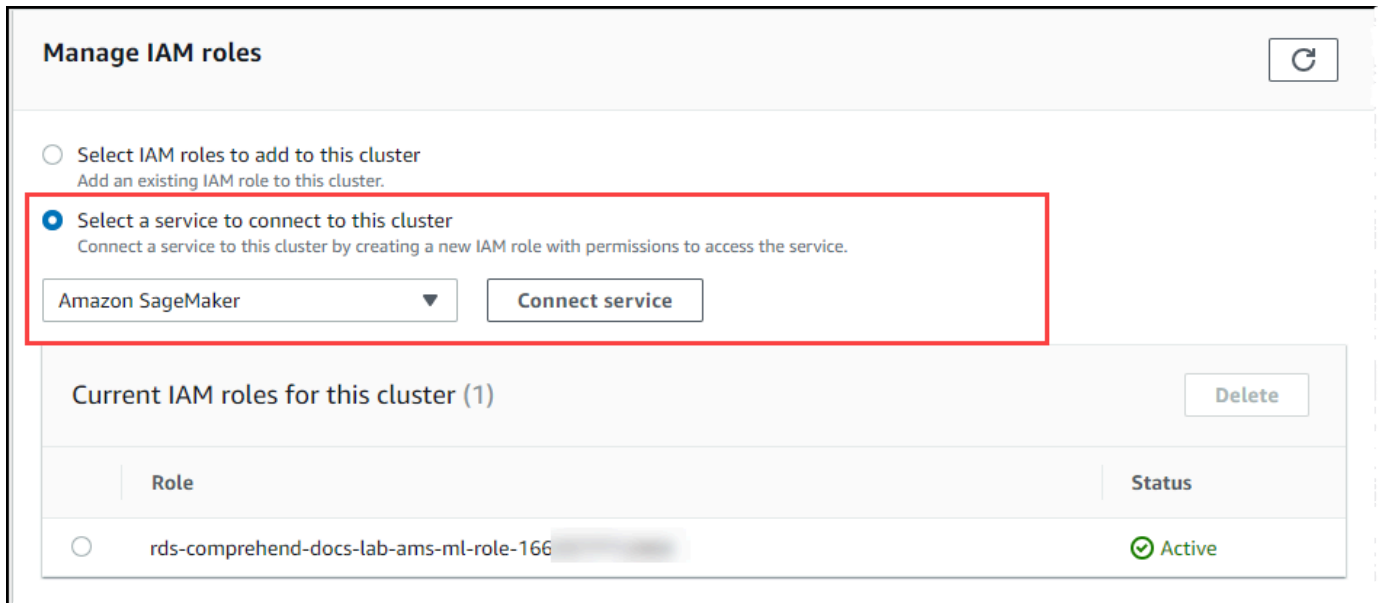 Manage IAM roles
Select IAM roles to add to this cluster
Add an existing IAM role to this cluster.
Select a service to connect to this cluster
Connect a service to this cluster by creating a new IAM role with permissions to access the service.
Amazon SageMaker Connect service
Current IAM roles for this cluster (1) Delete
Role Status
rds-comprehend-docs-lab-ams-ml-role-166 Active